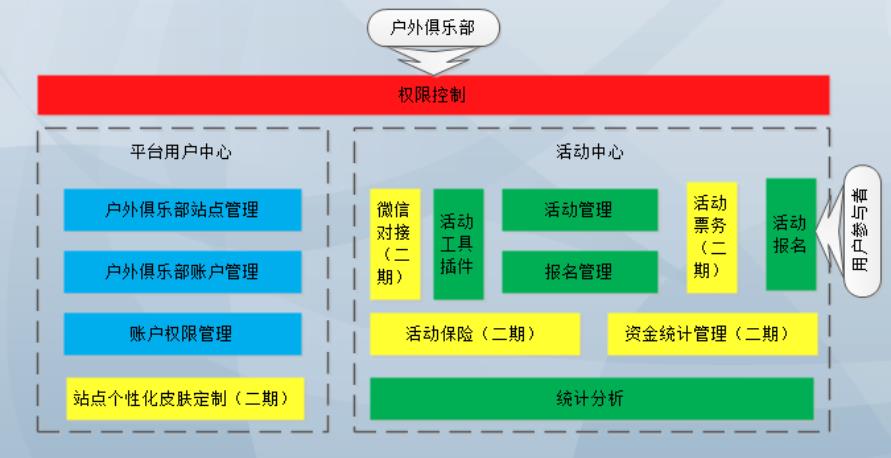 户外俱乐部
权限控制
平台用户中心
户外俱乐部站点管理
户外俱乐部账户管理
账户权限管理
站点个性化皮肤定制（二期）
活动中心
微信
对接
（二
期）
活动
工具
插件
活动管理
报名管理
活动
票务
（二
期）
活动
报名
活动保险（二期）
资金统计管理（二期）
统计分析
用户参与者